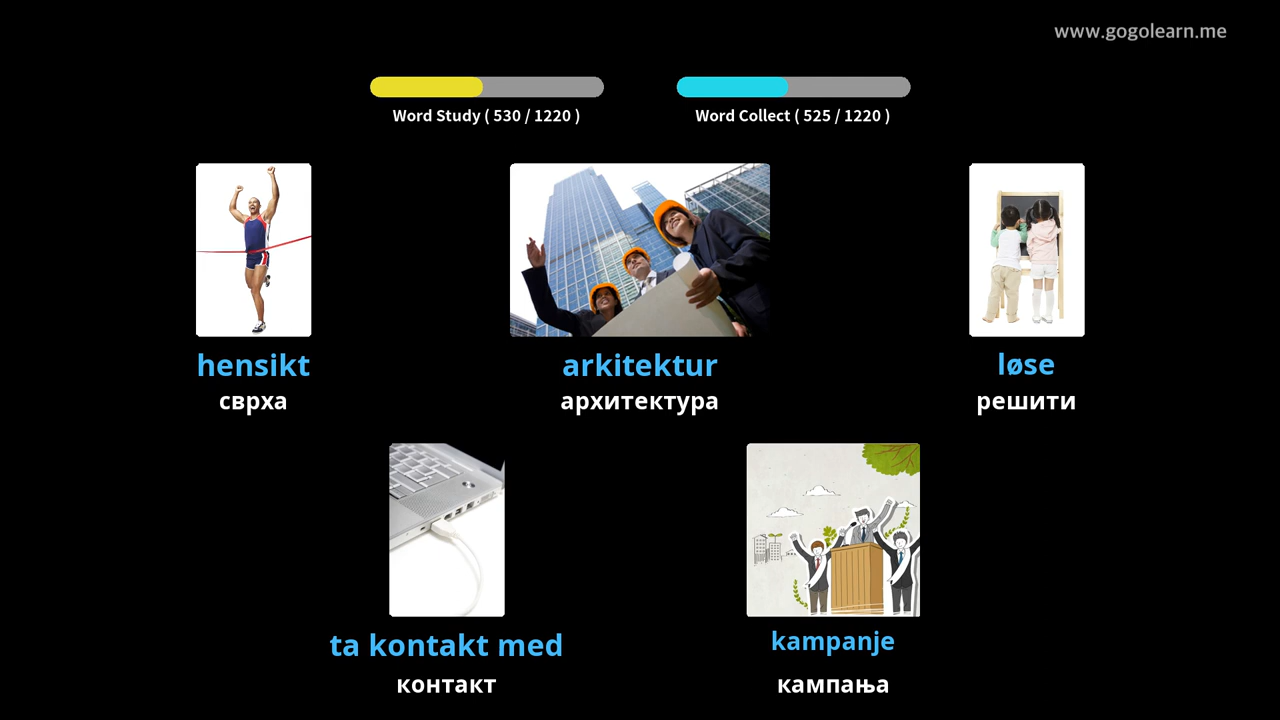 www.gogolearn.me
Word Study ( 530 / 1220 )
Word Collect ( 525 / 1220 )
hensikt
сврха
arkitektur
архитектура
løse
решити
ta kontakt med
контакт
kampanje
кампања